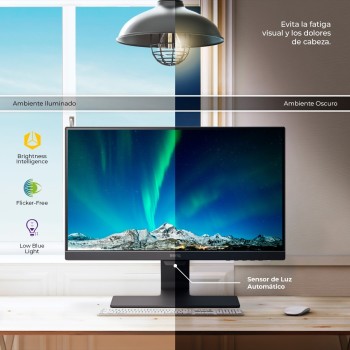 Evita la fatiga
visual y los dolores
de cabeza.
Ambiente Iluminado
Ambiente Oscuro
Brightness
Intelligence
Flicker-Free
Low Blue
Light
Sensor de Luz
Automático